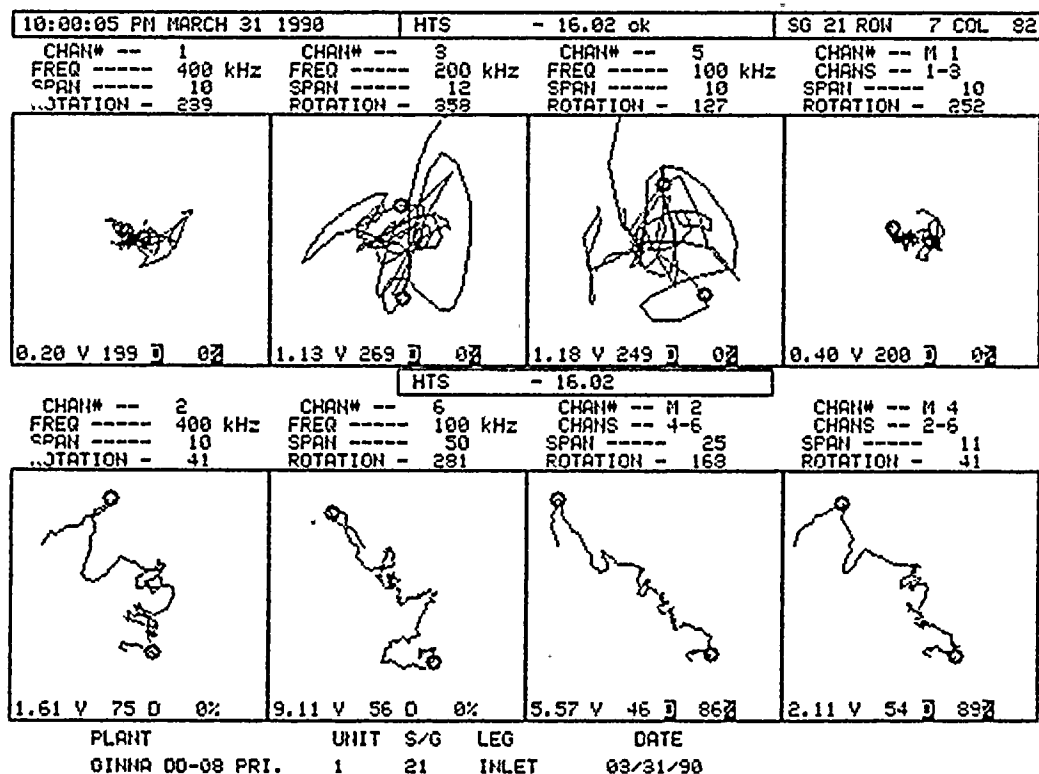 10:00:05 PM MARCH 31 1990 HTS - 16.02 ok SG 21 ROW 7 COL 82
CHAN# -- 1 CHAN# -- 3 CHAN# -- 5 CHAN# -- M 1
FREQ ----- 400 kHz FREQ ----- 200 kHz FREQ ----- 100 kHz CHANS -- 1-3
SPAN ----- 10 SPAN ----- 12 SPAN ----- 10 SPAN ----- 10
ROTATION - 239 ROTATION - 358 ROTATION - 127 ROTATION - 252
0.20 V 199 D 0% 1.13 V 269 D 0% 1.18 V 249 D 0% 0.40 V 200 D 0%
HTS - 16.02
CHAN# -- 2 CHAN# -- 6 CHAN# -- M 2 CHAN# -- M 4
FREQ ----- 400 kHz FREQ ----- 100 kHz CHANS -- 4-6 CHANS -- 2-6
SPAN ----- 10 SPAN ----- 50 SPAN ----- 25 SPAN ----- 11
ROTATION - 41 ROTATION - 281 ROTATION - 163 ROTATION - 41
1.61 V 75 D 0% 9.11 V 56 D 0% 5.57 V 46 D 86% 2.11 V 54 D 89%
PLANT UNIT S/G LEG DATE
GINNA DO-08 PRI. 1 21 INLET 03/31/90